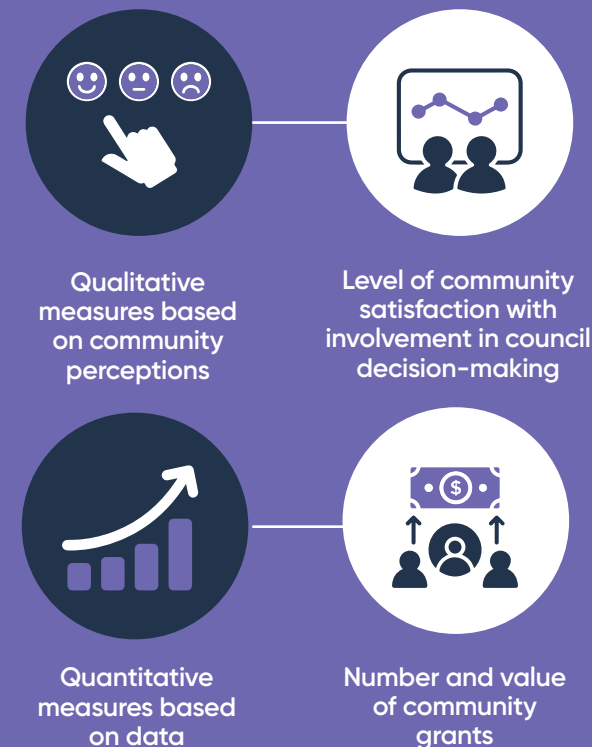 Qualitative
measures based
on community
perceptions
Level of community
satisfaction with
involvement in council
decision-making
$
Quantitative
measures based
on data
Number and value
of community
grants